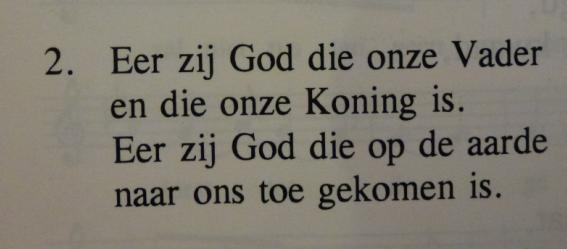 2. Eer zij God die onze Vader
en die onze Koning is.
Eer zij God die op de aarde
naar ons toe gekomen is.